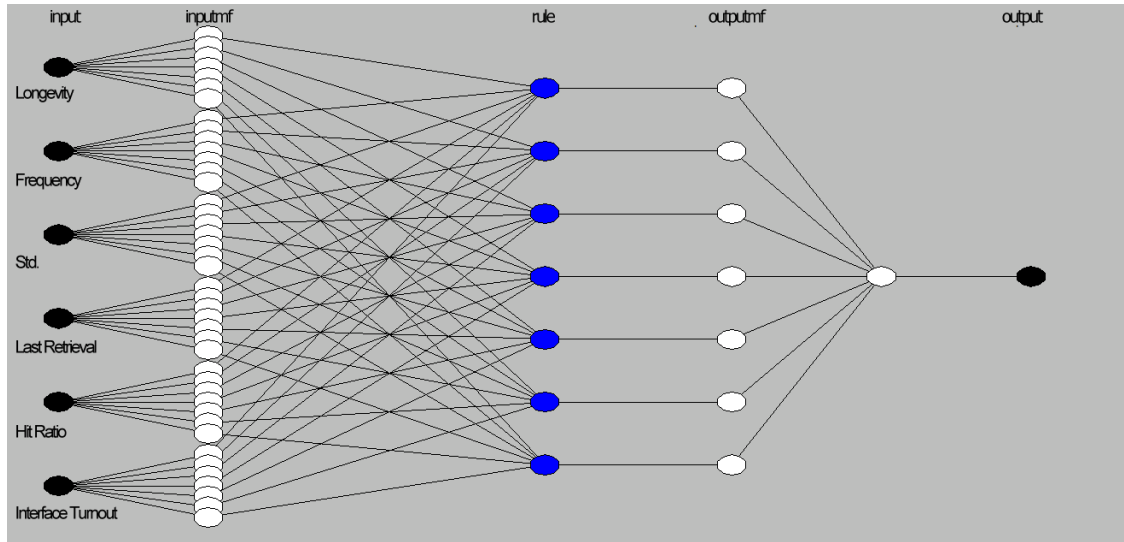 input inputmf rule outputmf output
Longevity
Frequency
Std.
Last Retrieval
Hit Ratio
Interface Turnout